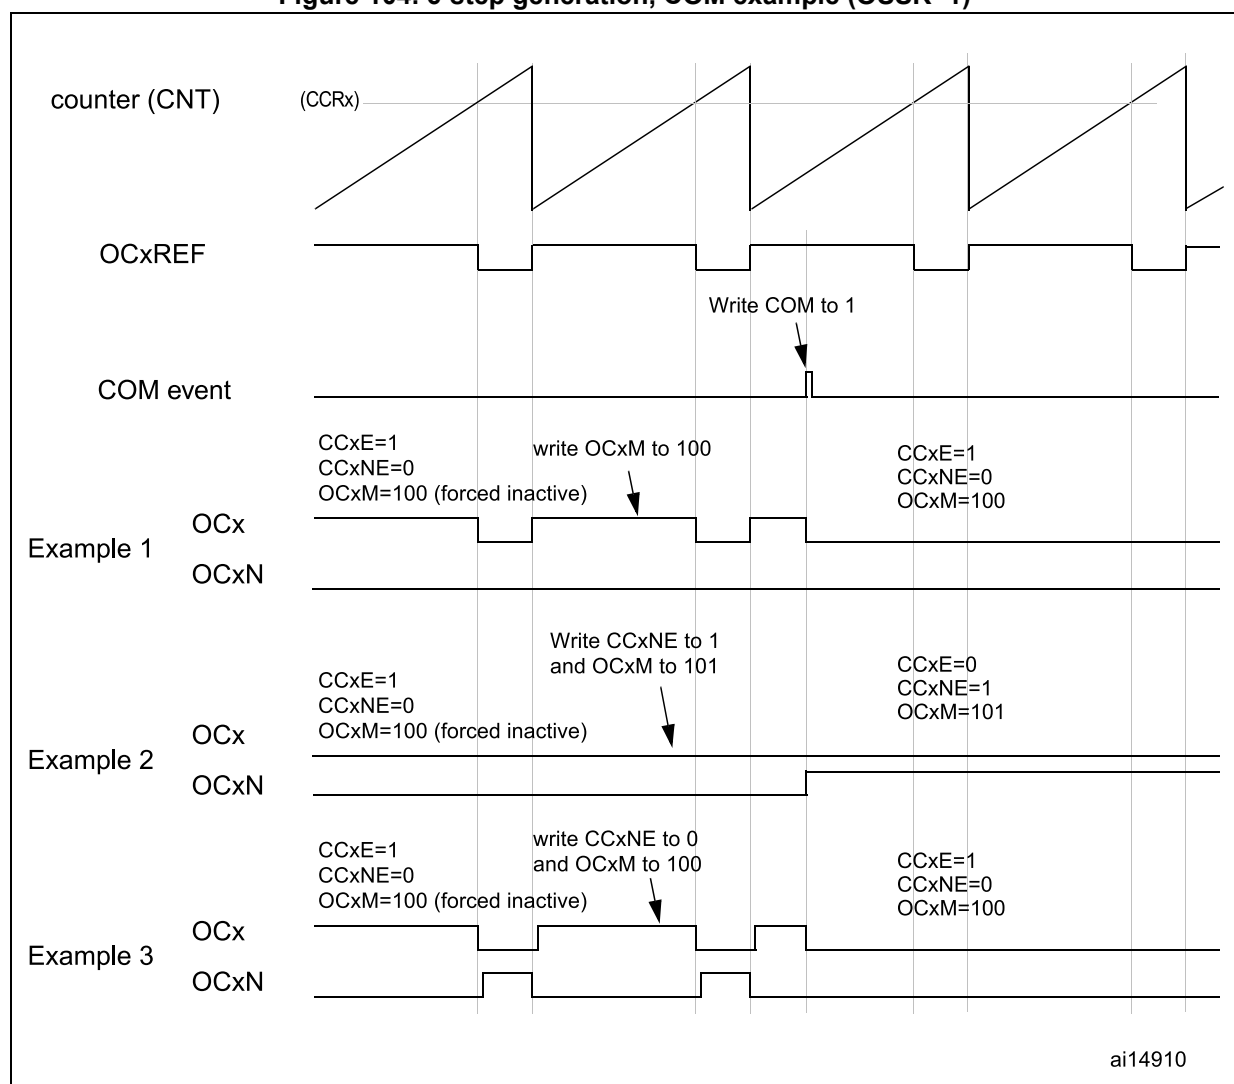 counter (CNT)
(CCRx)
OCxREF
Write COM to 1
COM event
CCxE=1
CCxNE=0
OCxM=100 (forced inactive)
write OCxM to 100
CCxE=1
CCxNE=0
OCxM=100
Example 1
OCx
OCxN
Write CCxNE to 1
and OCxM to 101
CCxE=1
CCxNE=0
OCxM=100 (forced inactive)
CCxE=0
CCxNE=1
OCxM=101
Example 2
OCx
OCxN
write CCxNE to 0
and OCxM to 100
CCxE=1
CCxNE=0
OCxM=100 (forced inactive)
CCxE=1
CCxNE=0
OCxM=100
Example 3
OCx
OCxN
ai14910